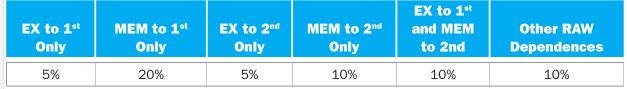 EX to 1st Only
MEM to 1st Only
EX to 2nd Only
MEM to 2nd Only
EX to 1st and MEM to 2nd
Other RAW Dependences
5% 20% 5% 10% 10% 10%